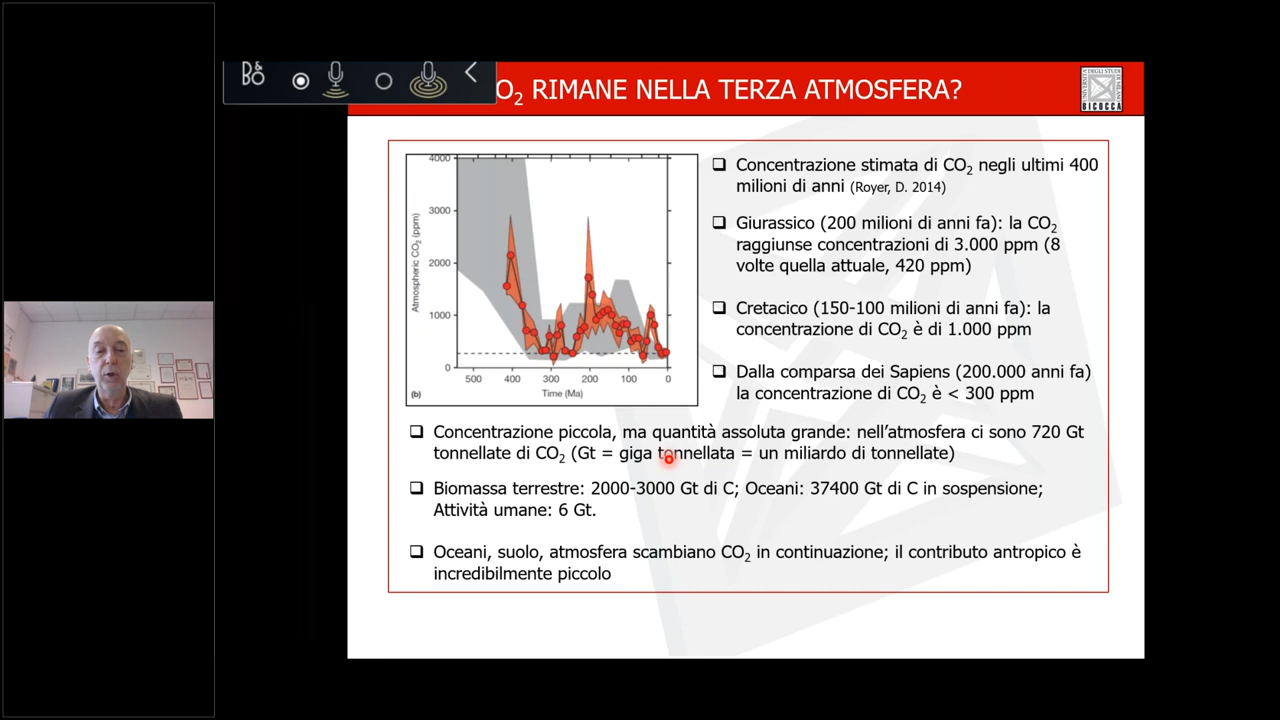 B&
BO
O₂ RIMANE NELLA TERZA ATMOSFERA?
UNIVERSITÀ
DEGLI STUDI
DI MILANO
BICOCCA
4000
3000
2000
1000
0
Atmospheric CO₂ (ppm)
500 400 300 200 100 0
(b) Time (Ma)
❑ Concentrazione stimata di CO₂ negli ultimi 400
milioni di anni (Royer, D. 2014)
❑ Giurassico (200 milioni di anni fa): la CO₂
raggiunse concentrazioni di 3.000 ppm (8
volte quella attuale, 420 ppm)
❑ Cretacico (150-100 milioni di anni fa): la
concentrazione di CO₂ è di 1.000 ppm
❑ Dalla comparsa dei Sapiens (200.000 anni fa)
la concentrazione di CO₂ è < 300 ppm
❑ Concentrazione piccola, ma quantità assoluta grande: nell'atmosfera ci sono 720 Gt
tonnellate di CO₂ (Gt = giga tonnellata = un miliardo di tonnellate)
❑ Biomassa terrestre: 2000-3000 Gt di C; Oceani: 37400 Gt di C in sospensione;
Attività umane: 6 Gt.
❑ Oceani, suolo, atmosfera scambiano CO₂ in continuazione; il contributo antropico è
incredibilmente piccolo